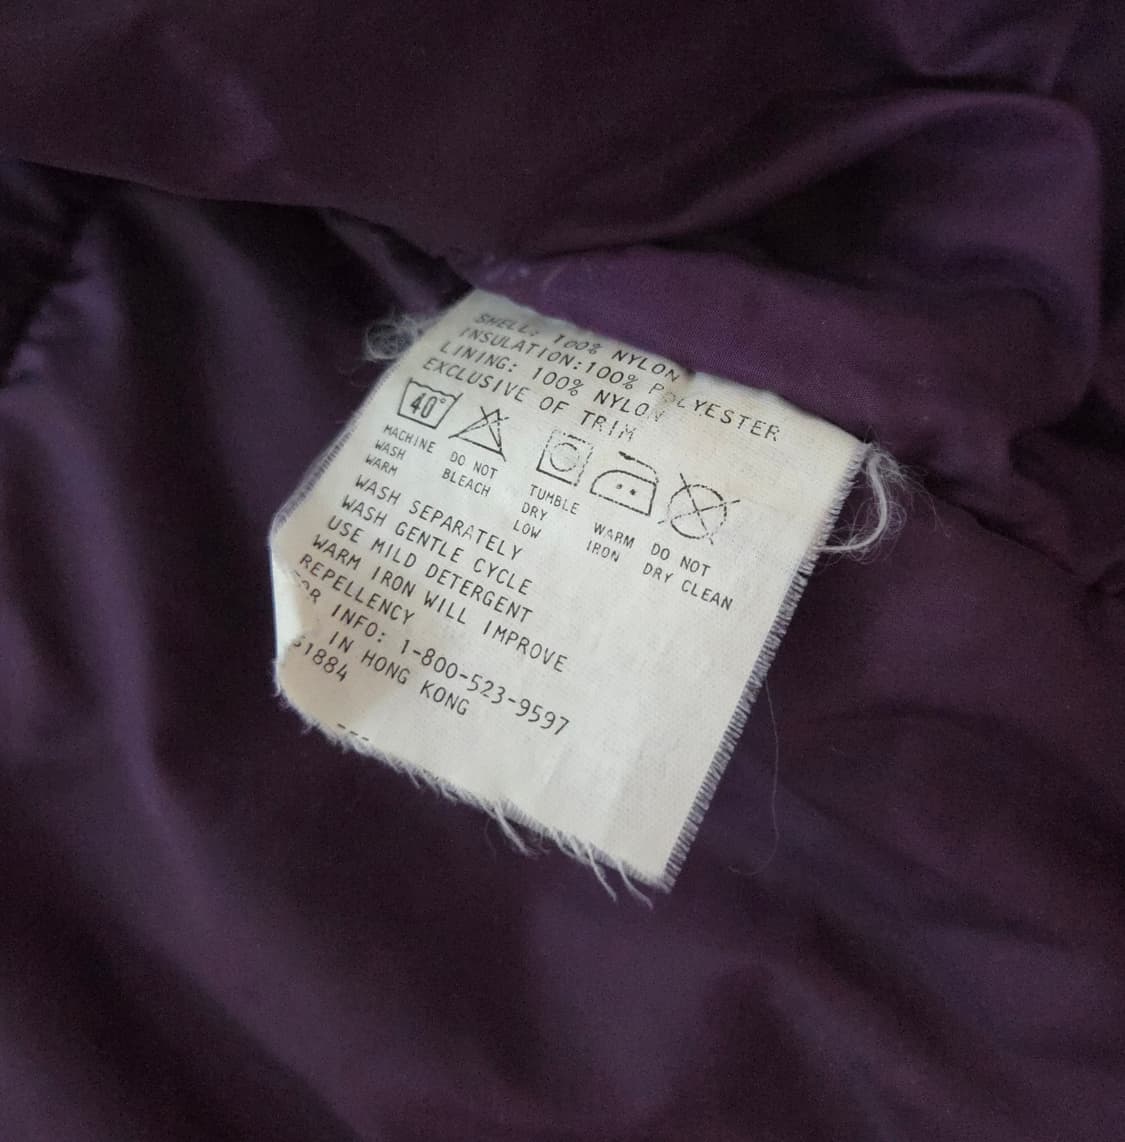 SHELL: 100% NYLON
INSULATION:100% POLYESTER
LINING: 100% NYLON
EXCLUSIVE OF TRIM
40°
MACHINE WASH WARM
DO NOT BLEACH
TUMBLE DRY LOW
WARM IRON
DO NOT DRY CLEAN
WASH SEPARATELY
WASH GENTLE CYCLE
USE MILD DETERGENT
WARM IRON WILL IMPROVE
REPELLENCY
OR INFO: 1-800-523-9597
IN HONG KONG
1884